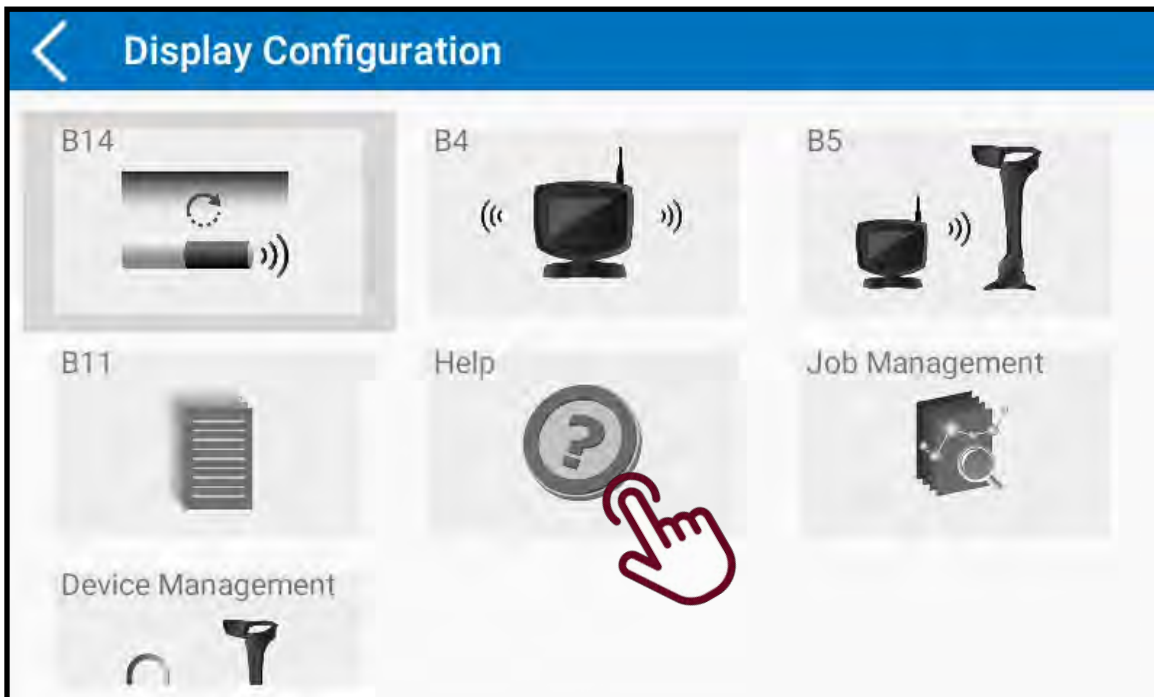 Display Configuration
B14
B4
B5
B11
Help
Job Management
Device Management